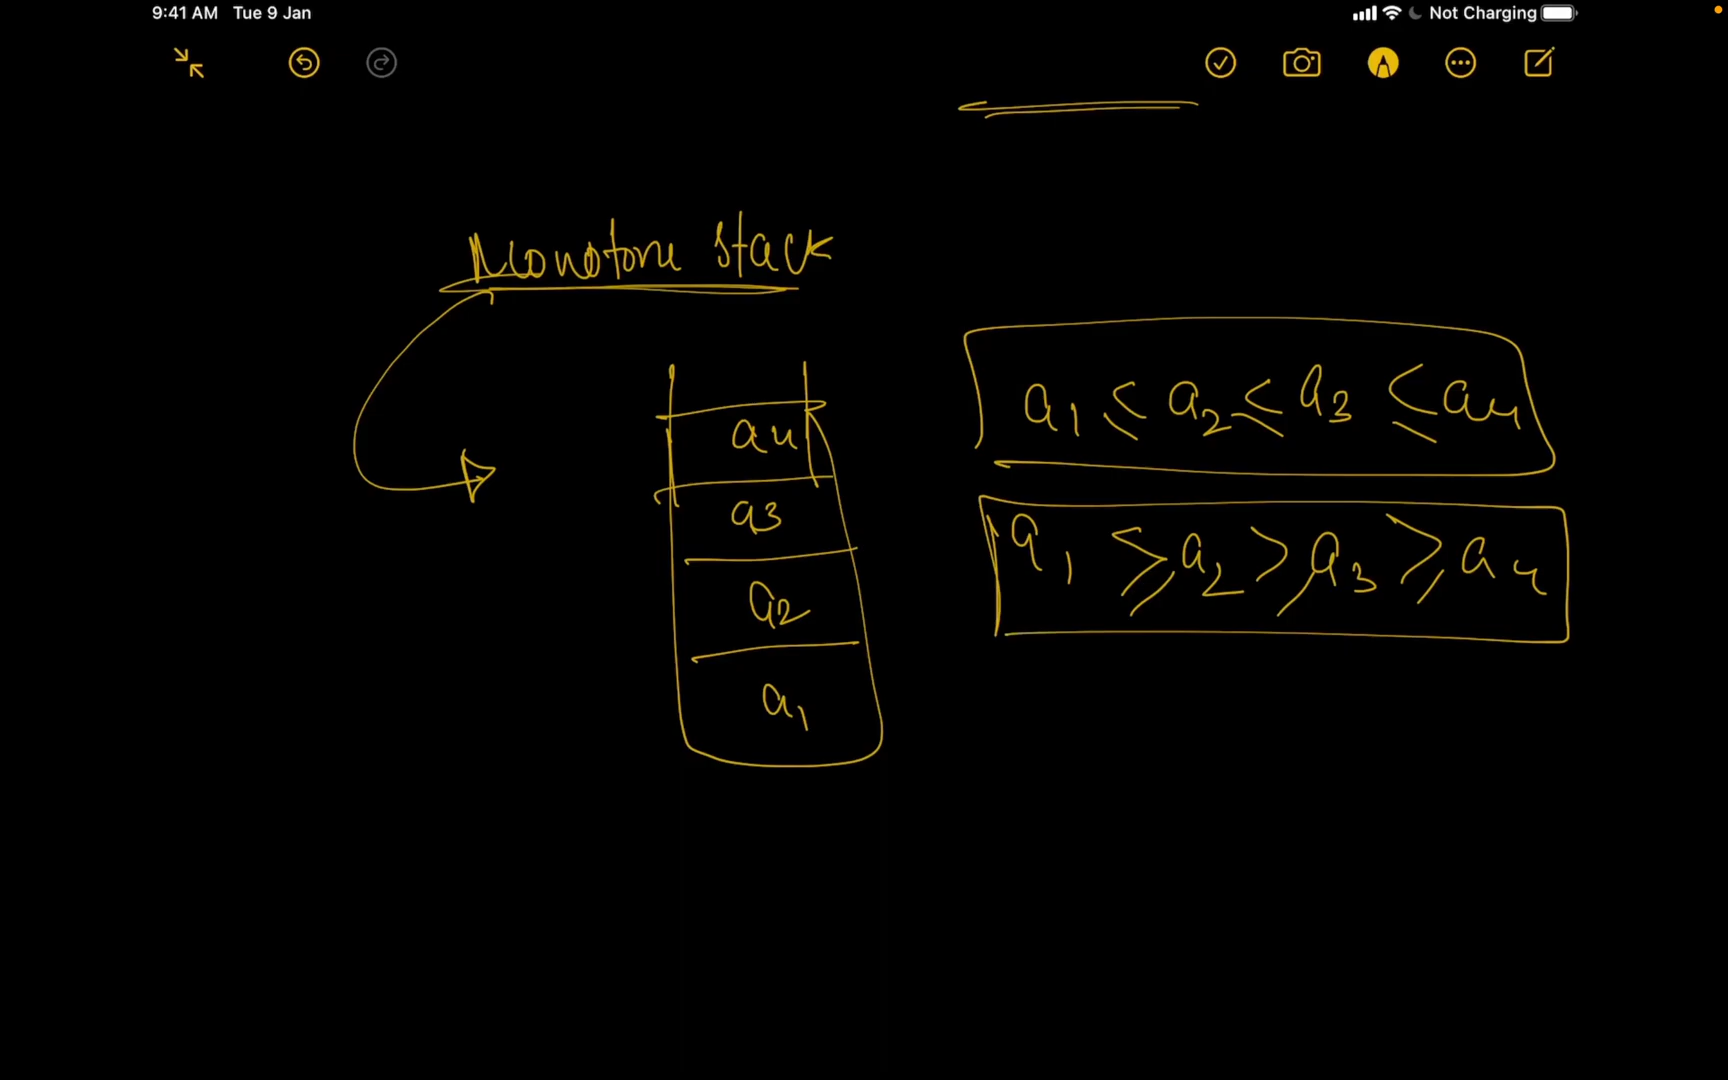 9:41 AM Tue 9 Jan Not Charging
Monotone Stack
a4
a3
a2
a1
a1 ≤ a2 ≤ a3 ≤ a4
a1 ≥ a2 ≥ a3 ≥ a4